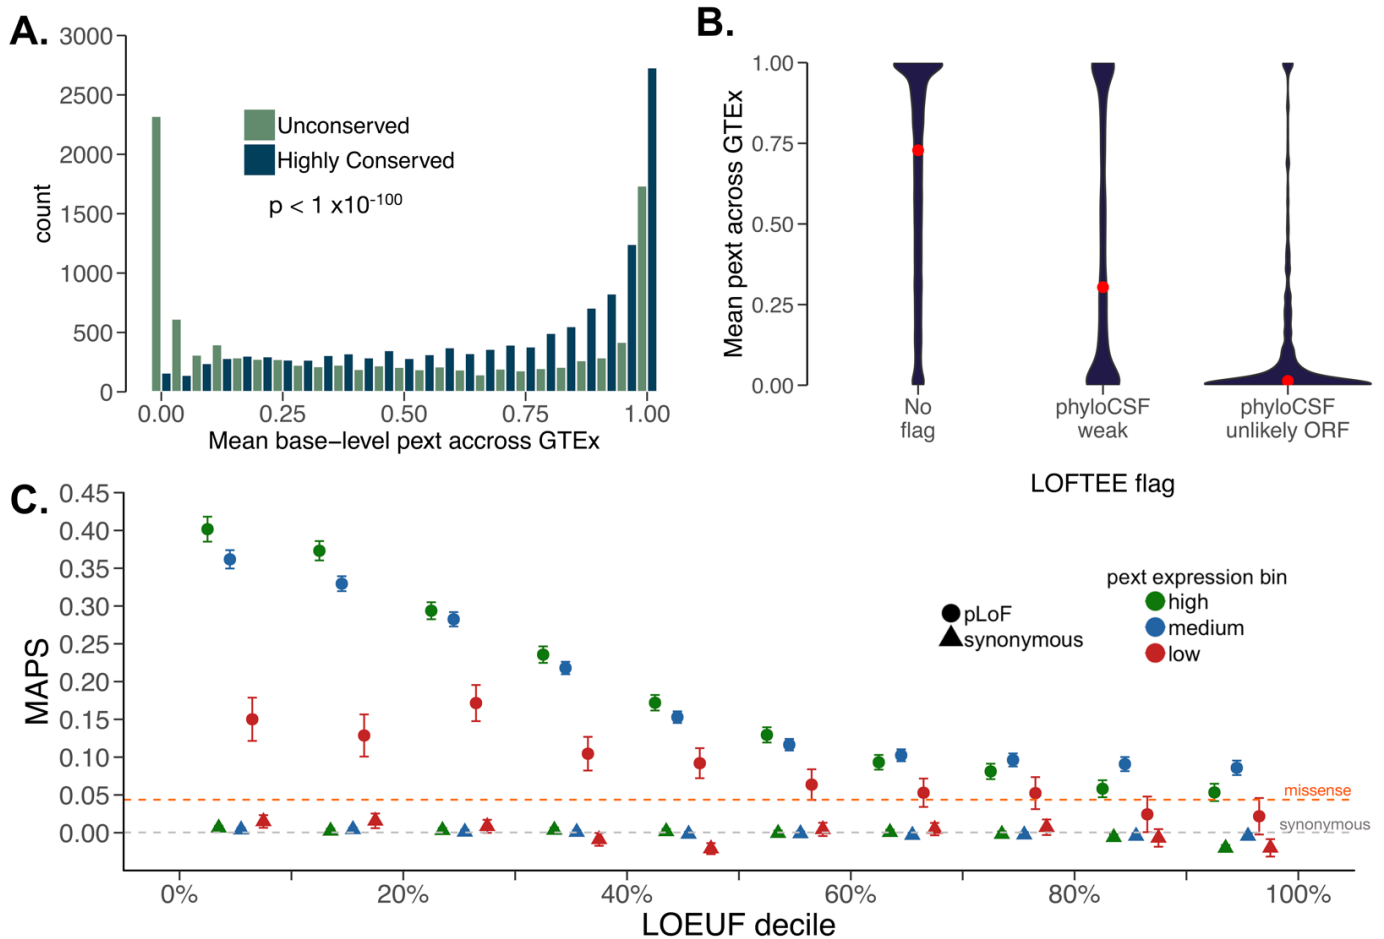 A.
3000
2500
2000
1500
1000
500
0
count
Unconserved
Highly Conserved
p < 1 x10-100
0.00 0.25 0.50 0.75 1.00
Mean base-level pext accross GTEx
B.
1.00
0.75
0.50
0.25
0.00
Mean pext across GTEx
No flag
phyloCSF weak
phyloCSF unlikely ORF
LOFTEE flag
C.
0.45
0.40
0.35
0.30
0.25
0.20
0.15
0.10
0.05
0.00
MAPS
pLoF
synonymous
pext expression bin
high
medium
low
missense
synonymous
0% 20% 40% 60% 80% 100%
LOEUF decile